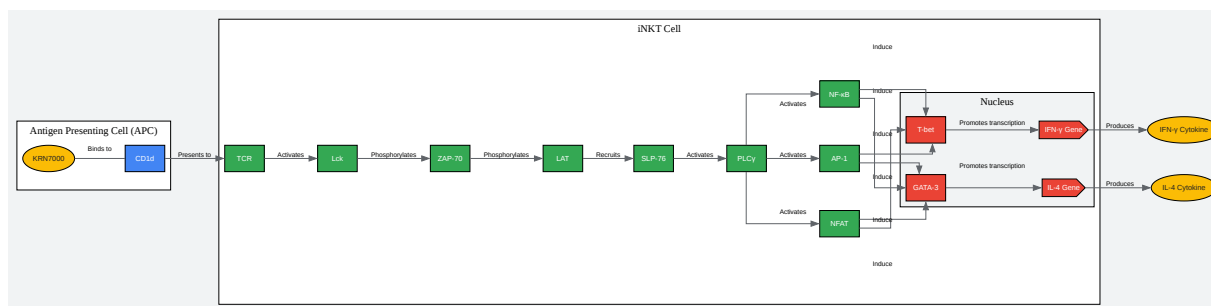 iNKT Cell
Induce
NF-κB
Induce
Activates
Nucleus
Antigen Presenting Cell (APC)
T-bet
Promotes transcription
IFN-γ Gene
Produces
IFN-γ Cytokine
Induce
KRN7000
Binds to
CD1d
Presents to
TCR
Activates
Lck
Phosphorylates
ZAP-70
Phosphorylates
LAT
Recruits
SLP-76
Activates
PLCγ
Activates
AP-1
Induce
Promotes transcription
GATA-3
IL-4 Gene
Produces
IL-4 Cytokine
Activates
NFAT
Induce
Induce